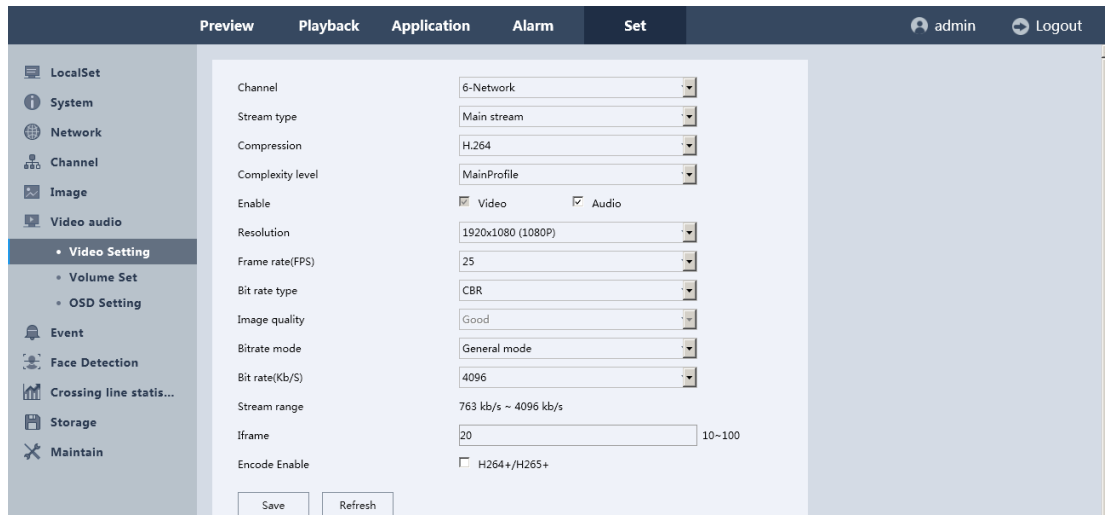 Preview Playback Application Alarm Set admin Logout
LocalSet
System
Network
Channel
Image
Video audio
• Video Setting
• Volume Set
• OSD Setting
Event
Face Detection
Crossing line statis...
Storage
Maintain
Channel 6-Network
Stream type Main stream
Compression H.264
Complexity level MainProfile
Enable Video Audio
Resolution 1920x1080 (1080P)
Frame rate(FPS) 25
Bit rate type CBR
Image quality Good
Bitrate mode General mode
Bit rate(Kb/S) 4096
Stream range 763 kb/s ~ 4096 kb/s
Iframe 20 10~100
Encode Enable H264+/H265+
Save Refresh